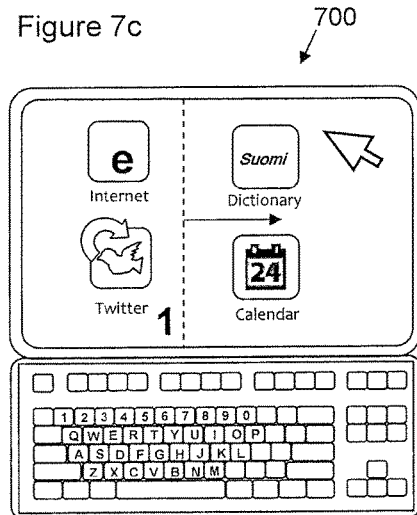 Figure 7c
700
e
Suomi
Internet
Dictionary
24
Twitter
1
Calendar
1 2 3 4 5 6 7 8 9 0
Q W E R T Y U I O P
A S D F G H J K L
Z X C V B N M